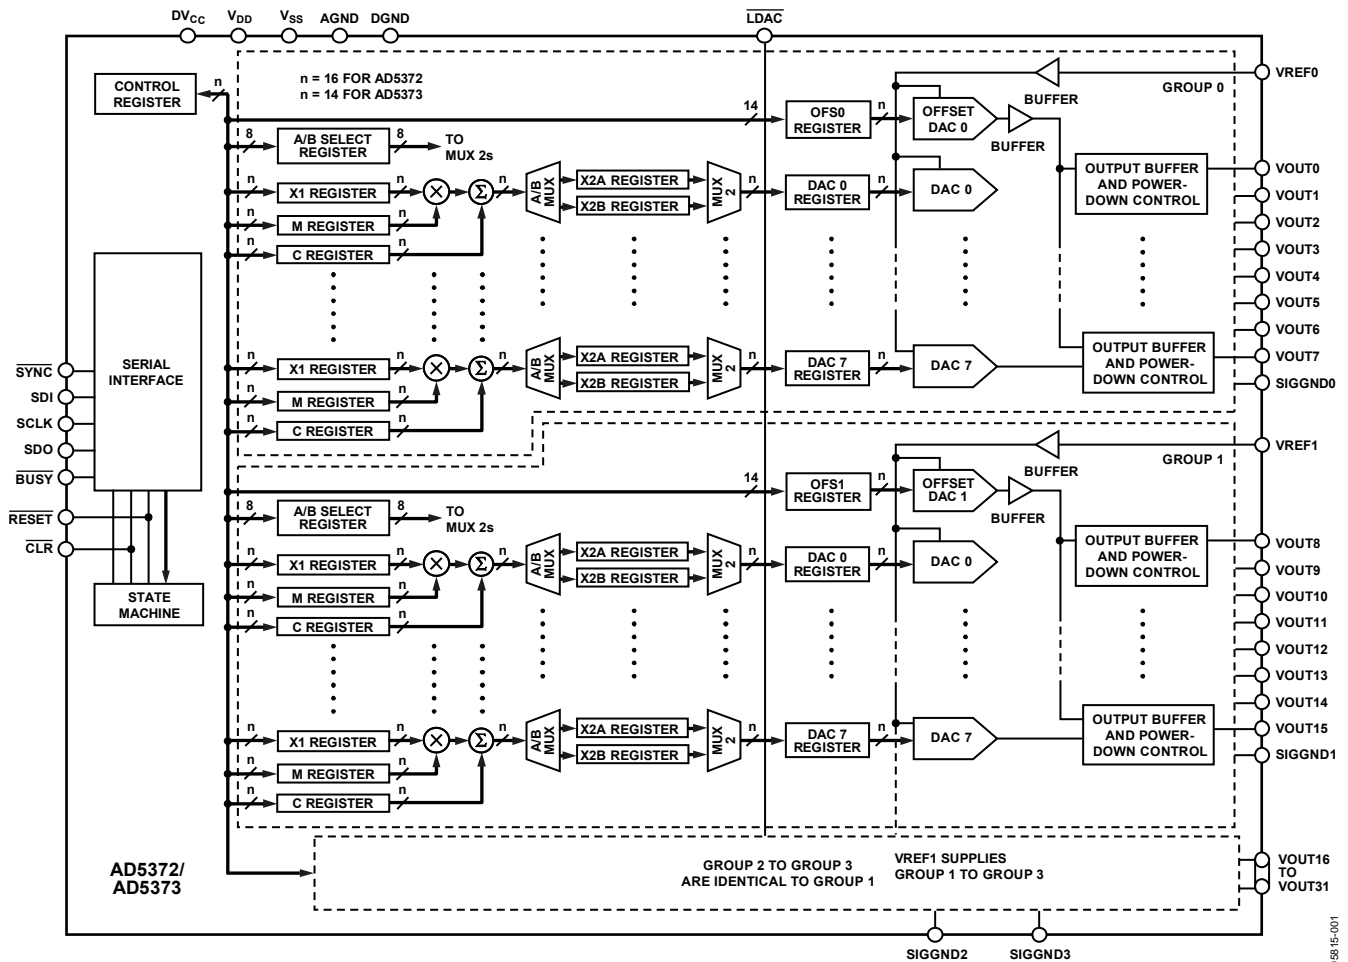 DVCC VDD VSS AGND DGND LDAC
n = 16 FOR AD5372
n = 14 FOR AD5373
CONTROL
REGISTER
n
8
A/B SELECT
REGISTER
8
TO
MUX 2s
14
OFS0
REGISTER
n
OFFSET
DAC 0
BUFFER
BUFFER
GROUP 0
VREF0
n
X1 REGISTER
n
×
Σ
n
A/B
MUX
X2A REGISTER
X2B REGISTER
MUX
2
n
DAC 0
REGISTER
n
DAC 0
OUTPUT BUFFER
AND POWER-
DOWN CONTROL
n
M REGISTER
n
n
C REGISTER
n
n
X1 REGISTER
n
×
Σ
n
A/B
MUX
X2A REGISTER
X2B REGISTER
MUX
2
n
DAC 7
REGISTER
n
DAC 7
OUTPUT BUFFER
AND POWER-
DOWN CONTROL
n
M REGISTER
n
n
C REGISTER
n
VOUT0
VOUT1
VOUT2
VOUT3
VOUT4
VOUT5
VOUT6
VOUT7
SIGGND0
SERIAL
INTERFACE
SYNC
SDI
SCLK
SDO
BUSY
RESET
CLR
STATE
MACHINE
8
A/B SELECT
REGISTER
8
TO
MUX 2s
14
OFS1
REGISTER
n
OFFSET
DAC 1
BUFFER
BUFFER
GROUP 1
VREF1
n
X1 REGISTER
n
×
Σ
n
A/B
MUX
X2A REGISTER
X2B REGISTER
MUX
2
n
DAC 0
REGISTER
n
DAC 0
OUTPUT BUFFER
AND POWER-
DOWN CONTROL
n
M REGISTER
n
n
C REGISTER
n
n
X1 REGISTER
n
×
Σ
n
A/B
MUX
X2A REGISTER
X2B REGISTER
MUX
2
n
DAC 7
REGISTER
n
DAC 7
OUTPUT BUFFER
AND POWER-
DOWN CONTROL
n
M REGISTER
n
n
C REGISTER
n
VOUT8
VOUT9
VOUT10
VOUT11
VOUT12
VOUT13
VOUT14
VOUT15
SIGGND1
AD5372/
AD5373
GROUP 2 TO GROUP 3
ARE IDENTICAL TO GROUP 1
VREF1 SUPPLIES
GROUP 1 TO GROUP 3
VOUT16
TO
VOUT31
SIGGND2 SIGGND3